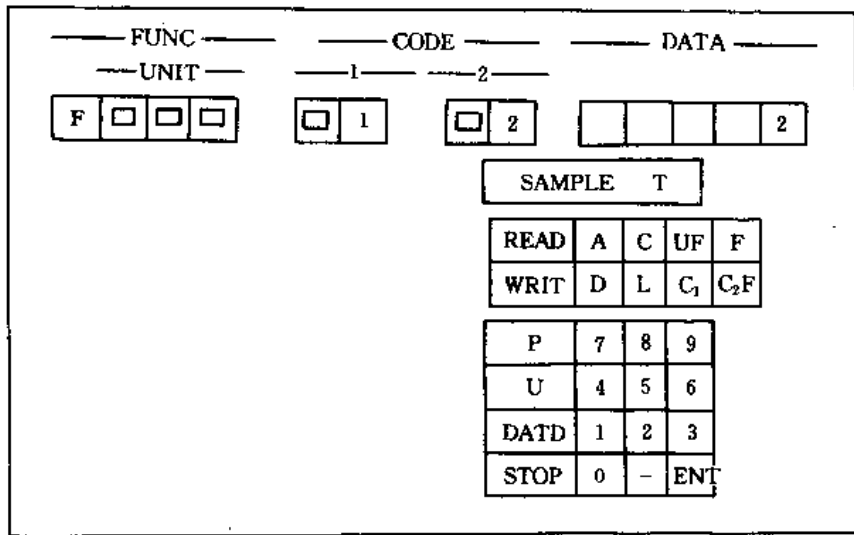 FUNC CODE DATA
UNIT 1 2
F 1 2 2
SAMPLE T
READ A C UF F
WRIT D L C₁ C₂F
P 7 8 9
U 4 5 6
DATD 1 2 3
STOP 0 - ENT